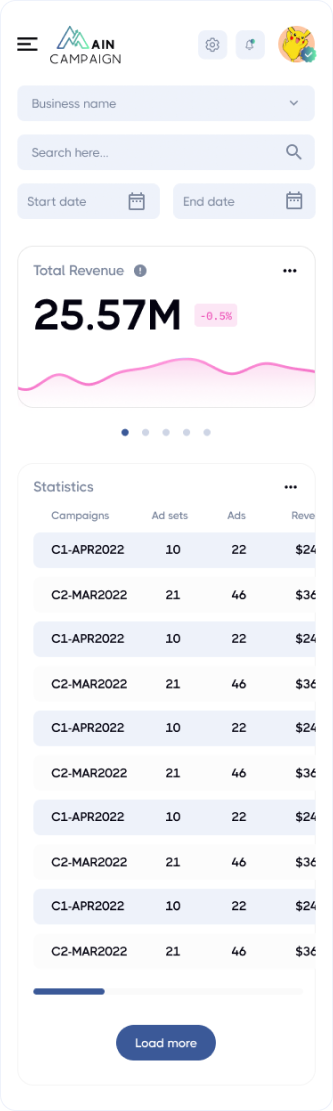 AIN
CAMPAIGN
Business name
Search here...
Start date End date
Total Revenue
25.57M -0.5%
Statistics
Campaigns Ad sets Ads Reve
C1-APR2022 10 22 $24
C2-MAR2022 21 46 $36
C1-APR2022 10 22 $24
C2-MAR2022 21 46 $36
C1-APR2022 10 22 $24
C2-MAR2022 21 46 $36
C1-APR2022 10 22 $24
C2-MAR2022 21 46 $36
C1-APR2022 10 22 $24
C2-MAR2022 21 46 $36
Load more